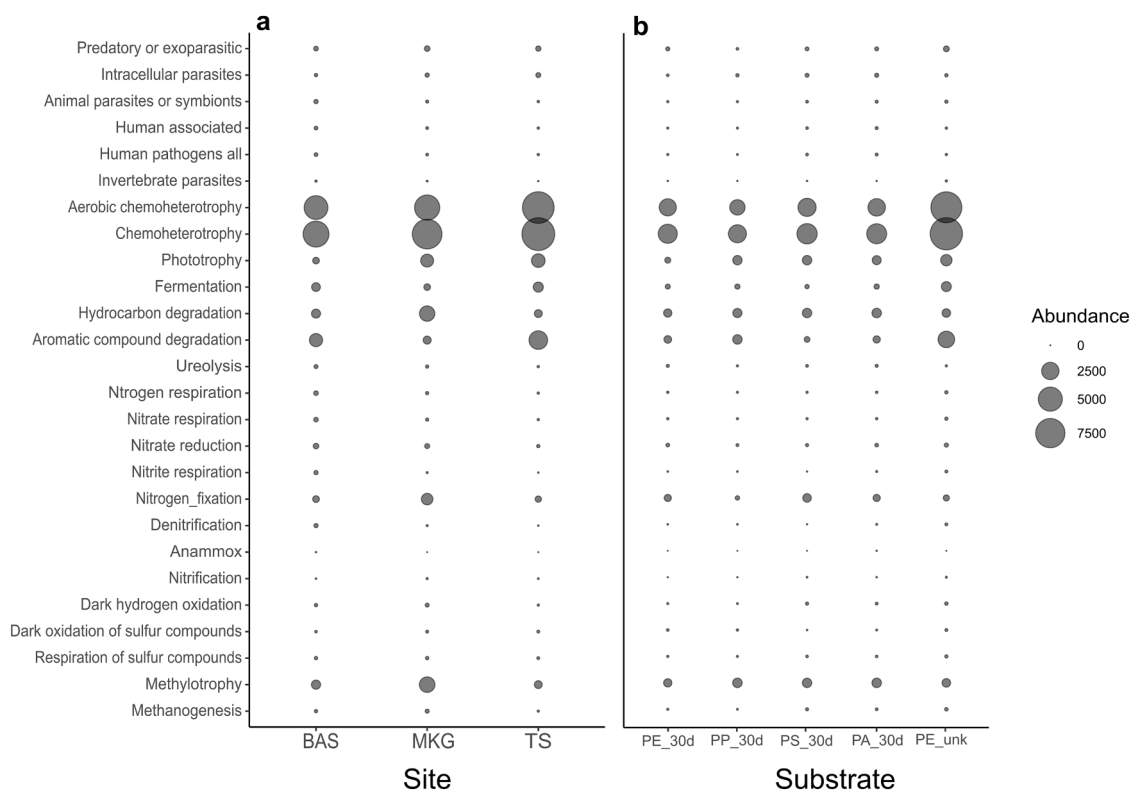 a
b
Predatory or exoparasitic
Intracellular parasites
Animal parasites or symbionts
Human associated
Human pathogens all
Invertebrate parasites
Aerobic chemoheterotrophy
Chemoheterotrophy
Phototrophy
Fermentation
Hydrocarbon degradation
Aromatic compound degradation
Ureolysis
Ntrogen respiration
Nitrate respiration
Nitrate reduction
Nitrite respiration
Nitrogen_fixation
Denitrification
Anammox
Nitrification
Dark hydrogen oxidation
Dark oxidation of sulfur compounds
Respiration of sulfur compounds
Methylotrophy
Methanogenesis
BAS MKG TS
Site
PE_30d PP_30d PS_30d PA_30d PE_unk
Substrate
Abundance
0
2500
5000
7500